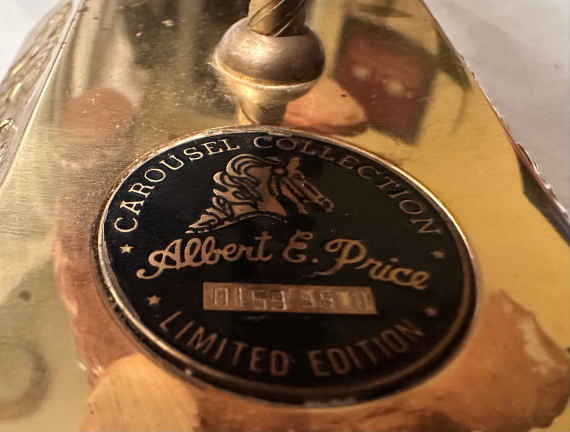 CAROUSEL COLLECTION
Albert E. Price
LIMITED EDITION